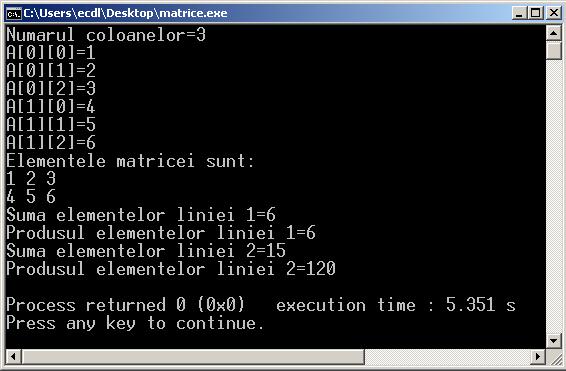 C:\Users\ecdl\Desktop\matrice.exe
Numarul coloanelor=3
A[0][0]=1
A[0][1]=2
A[0][2]=3
A[1][0]=4
A[1][1]=5
A[1][2]=6
Elementele matricei sunt:
1 2 3
4 5 6
Suma elementelor liniei 1=6
Produsul elementelor liniei 1=6
Suma elementelor liniei 2=15
Produsul elementelor liniei 2=120
Process returned 0 (0x0)   execution time : 5.351 s
Press any key to continue.